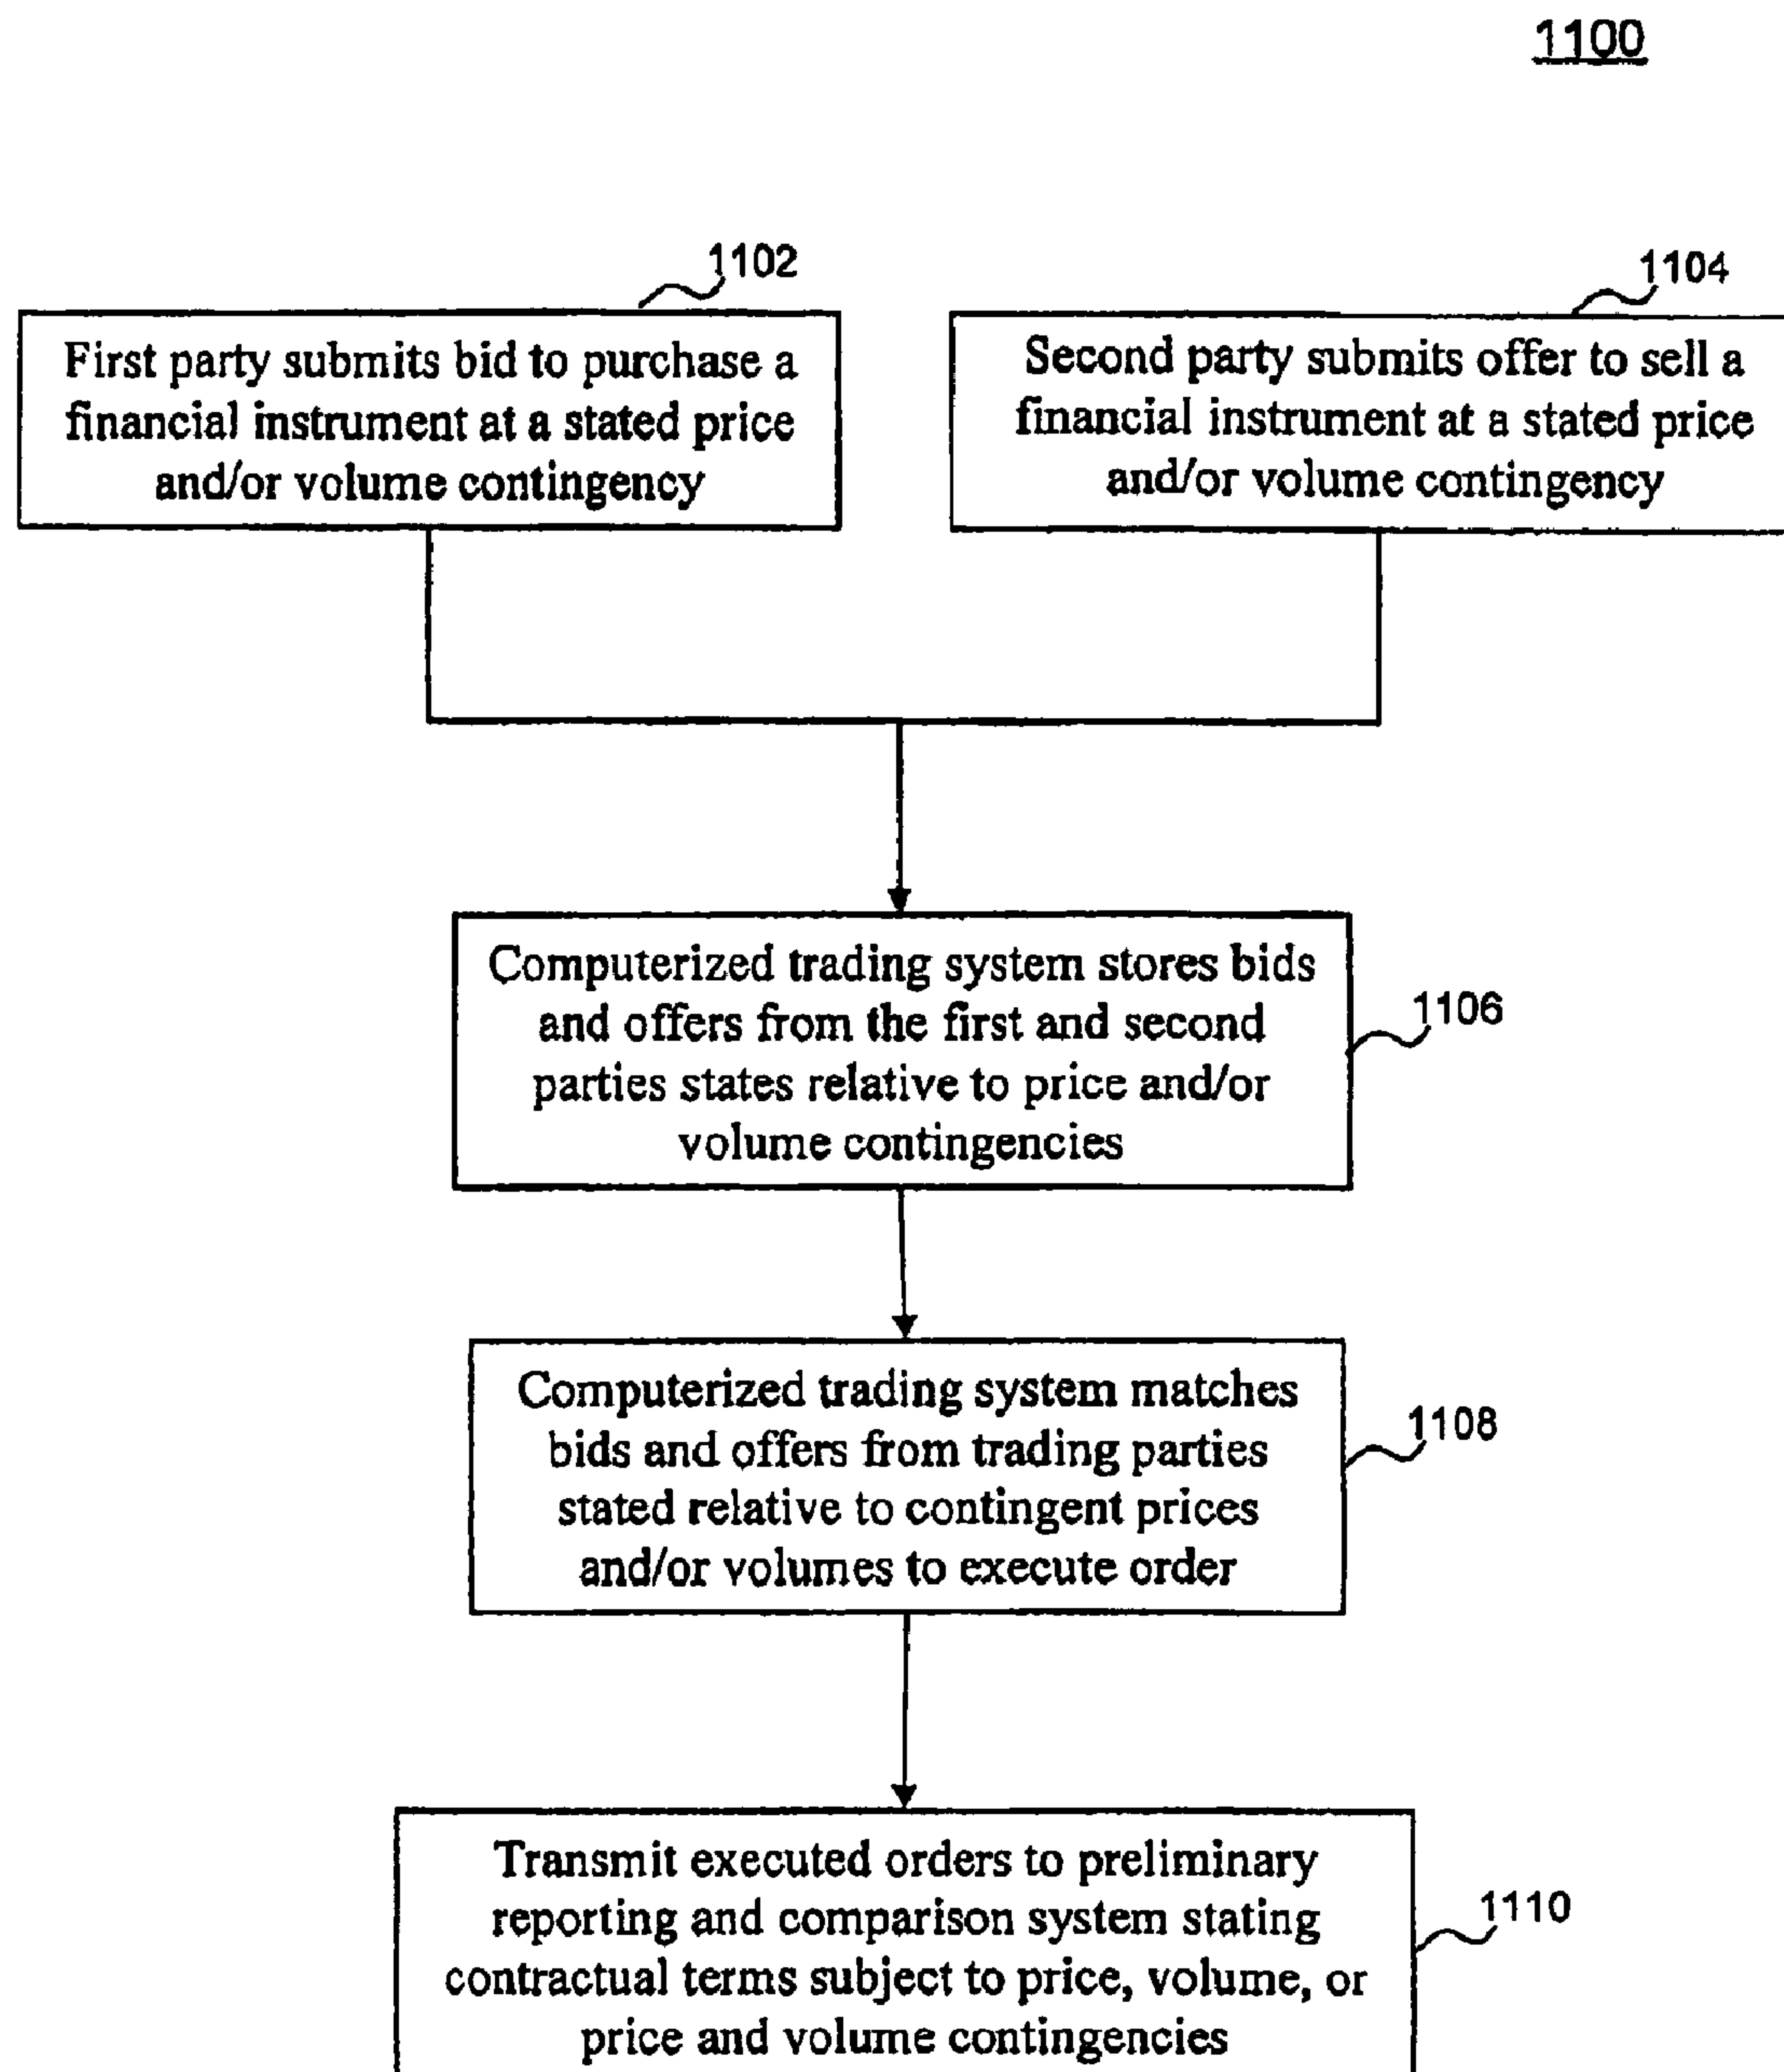 1100
1102
First party submits bid to purchase a
financial instrument at a stated price
and/or volume contingency
1104
Second party submits offer to sell a
financial instrument at a stated price
and/or volume contingency
Computerized trading system stores bids
and offers from the first and second
parties states relative to price and/or
volume contingencies
1106
Computerized trading system matches
bids and offers from trading parties
stated relative to contingent prices
and/or volumes to execute order
1108
Transmit executed orders to preliminary
reporting and comparison system stating
contractual terms subject to price, volume, or
price and volume contingencies
1110